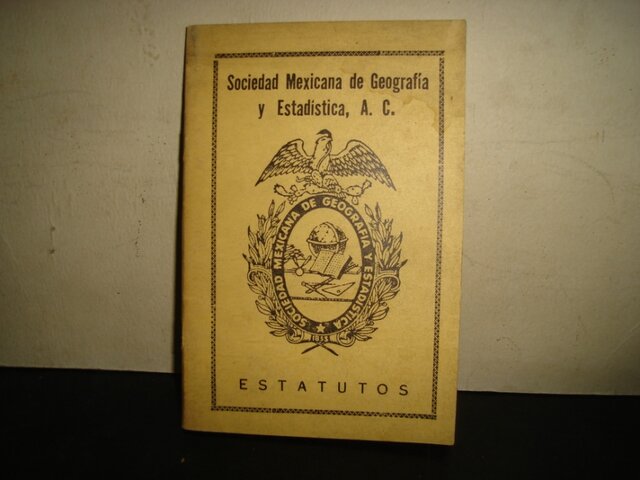 Sociedad Mexicana de Geografía
y Estadística, A. C.
SOCIEDAD MEXICANA DE GEOGRAFIA Y ESTADISTICA
1833
ESTATUTOS